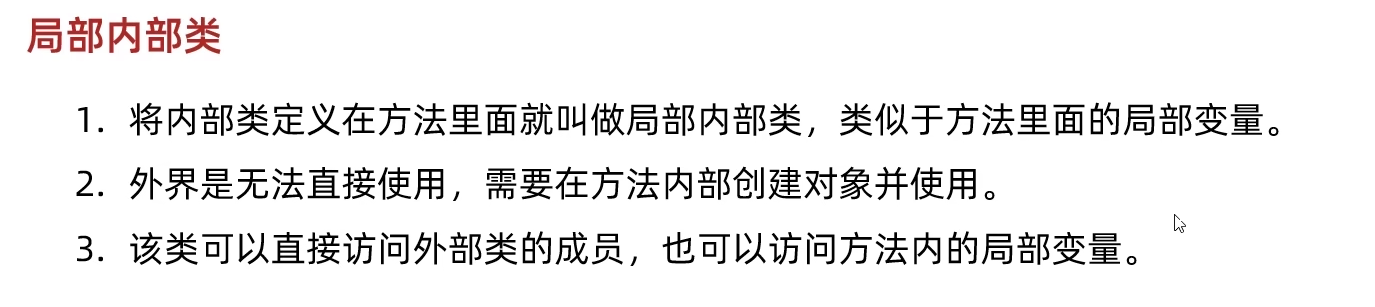 局部内部类
1. 将内部类定义在方法里面就叫做局部内部类，类似于方法里面的局部变量。
2. 外界是无法直接使用，需要在方法内部创建对象并使用。
3. 该类可以直接访问外部类的成员，也可以访问方法内的局部变量。